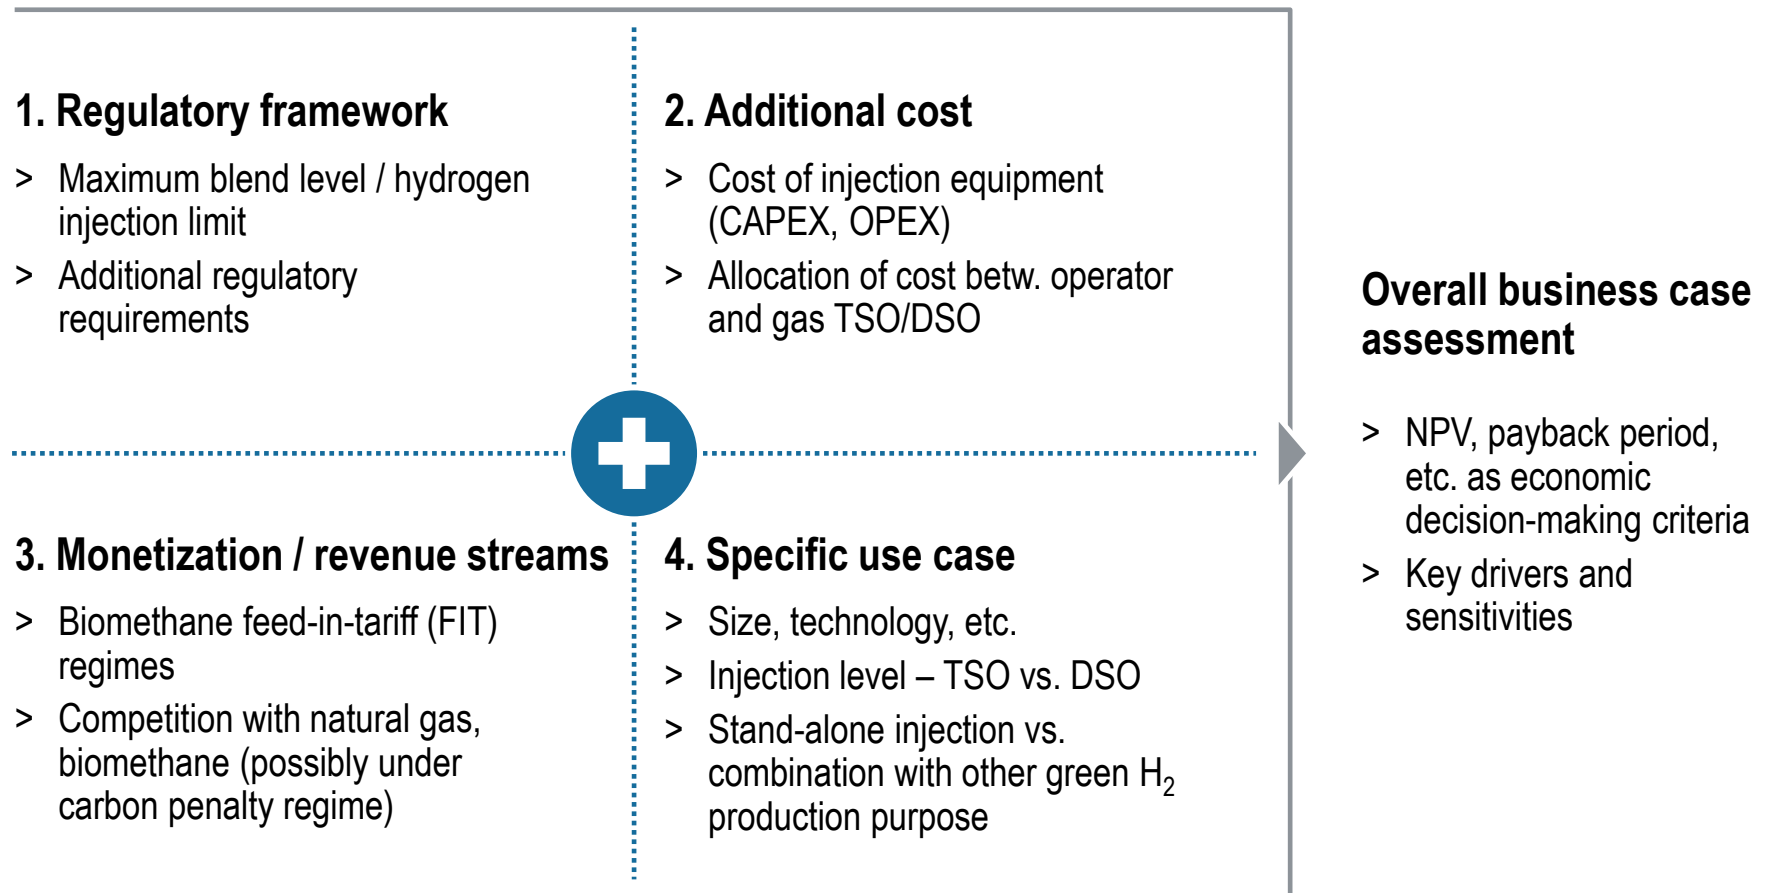 1. Regulatory framework
> Maximum blend level / hydrogen
injection limit
> Additional regulatory
requirements
2. Additional cost
> Cost of injection equipment
(CAPEX, OPEX)
> Allocation of cost betw. operator
and gas TSO/DSO
3. Monetization / revenue streams
> Biomethane feed-in-tariff (FIT)
regimes
> Competition with natural gas,
biomethane (possibly under
carbon penalty regime)
4. Specific use case
> Size, technology, etc.
> Injection level – TSO vs. DSO
> Stand-alone injection vs.
combination with other green H₂
production purpose
Overall business case
assessment
> NPV, payback period,
etc. as economic
decision-making criteria
> Key drivers and
sensitivities